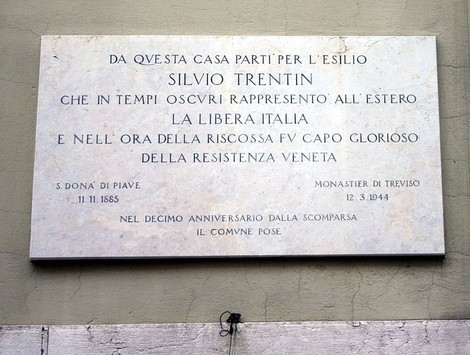 DA QVESTA CASA PARTI' PER L'ESILIO
SILVIO TRENTIN
CHE IN TEMPI OSCVRI RAPPRESENTO' ALL'ESTERO
LA LIBERA ITALIA
E NELL'ORA DELLA RISCOSSA FV CAPO GLORIOSO
DELLA RESISTENZA VENETA
S. DONA' DI PIAVE MONASTIER DI TREVISO
11.11.1885 12.3.1944
NEL DECIMO ANNIVERSARIO DALLA SCOMPARSA
IL COMVNE POSE